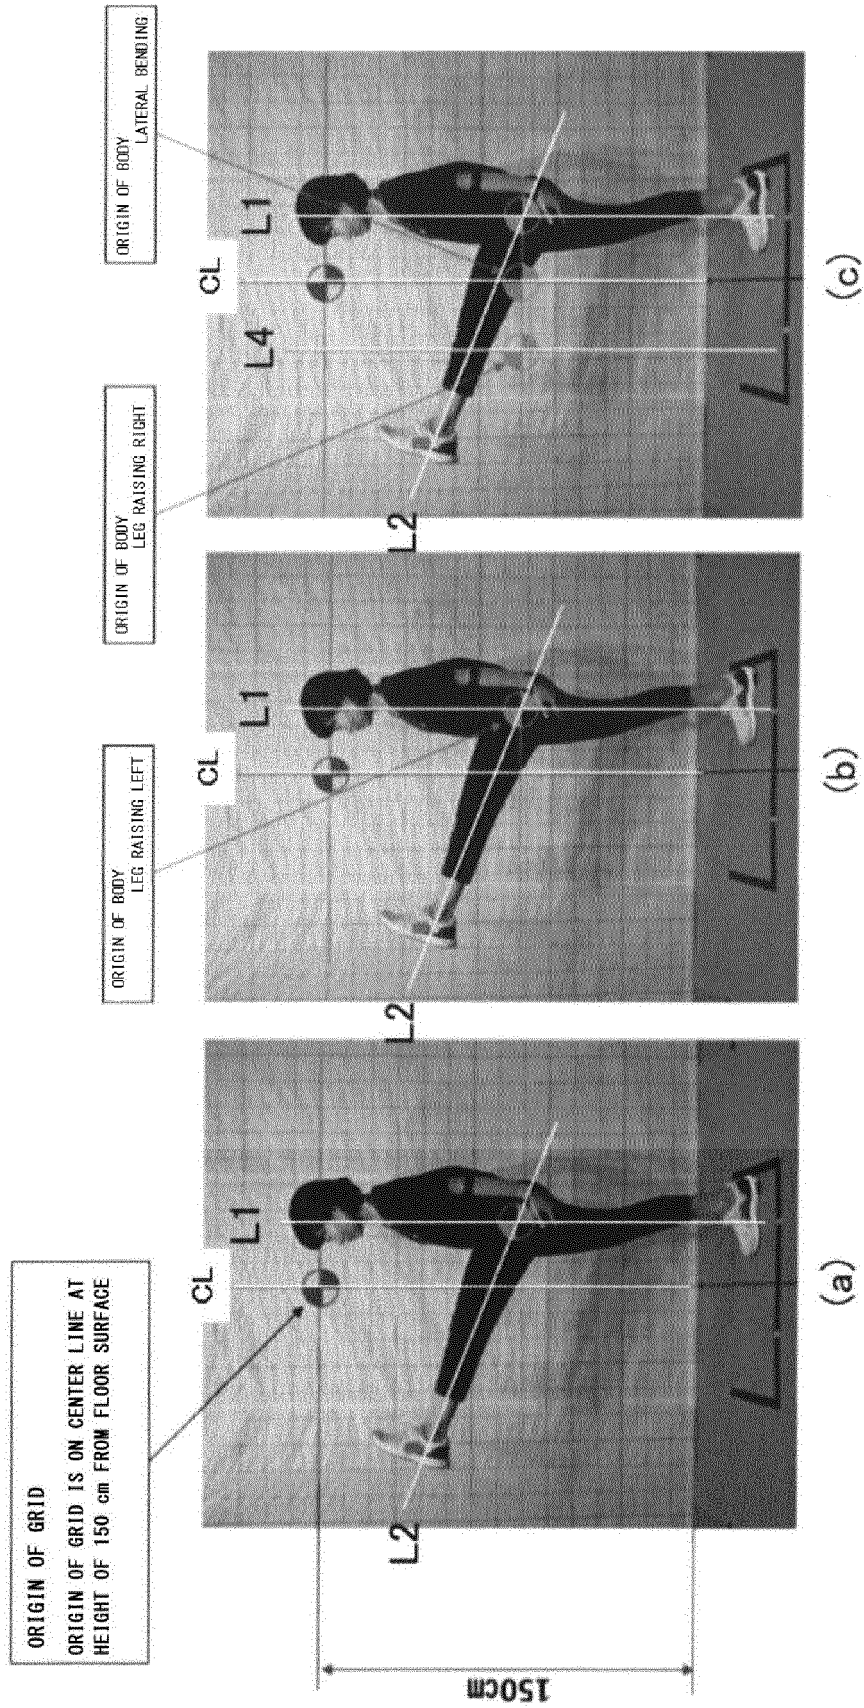 ORIGIN OF GRID
ORIGIN OF GRID IS ON CENTER LINE AT
HEIGHT OF 150 cm FROM FLOOR SURFACE
150cm
CL
L1
L2
(a)
ORIGIN OF BODY
LEG RAISING LEFT
CL
L1
L2
(b)
ORIGIN OF BODY
LEG RAISING RIGHT
ORIGIN OF BODY
LATERAL BENDING
L4
CL
L1
L2
(c)